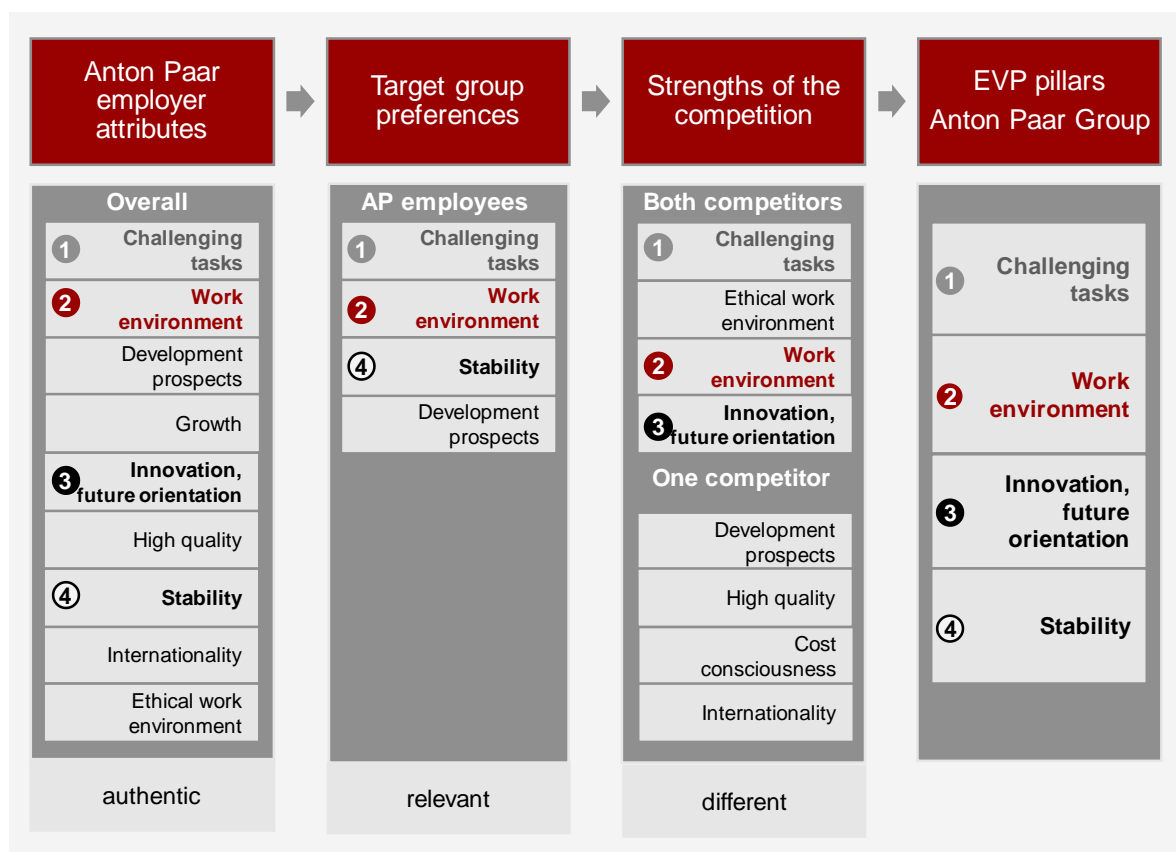 Anton Paar
employer
attributes
Target group
preferences
Strengths of the
competition
EVP pillars
Anton Paar Group
Overall
1 Challenging
tasks
2 Work
environment
Development
prospects
Growth
3 Innovation,
future orientation
High quality
4 Stability
Internationality
Ethical work
environment
authentic
AP employees
1 Challenging
tasks
2 Work
environment
4 Stability
Development
prospects
relevant
Both competitors
1 Challenging
tasks
Ethical work
environment
2 Work
environment
3 Innovation,
future orientation
One competitor
Development
prospects
High quality
Cost
consciousness
Internationality
different
1 Challenging
tasks
2 Work
environment
3 Innovation,
future
orientation
4 Stability